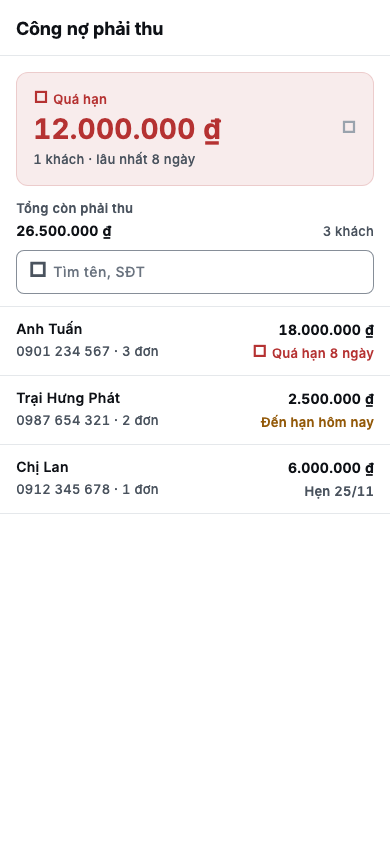 Công nợ phải thu
Quá hạn
12.000.000 ₫
1 khách · lâu nhất 8 ngày
Tổng còn phải thu
26.500.000 ₫ 3 khách
Tìm tên, SĐT
Anh Tuấn 18.000.000 ₫
0901 234 567 · 3 đơn Quá hạn 8 ngày
Trại Hưng Phát 2.500.000 ₫
0987 654 321 · 2 đơn Đến hạn hôm nay
Chị Lan 6.000.000 ₫
0912 345 678 · 1 đơn Hẹn 25/11